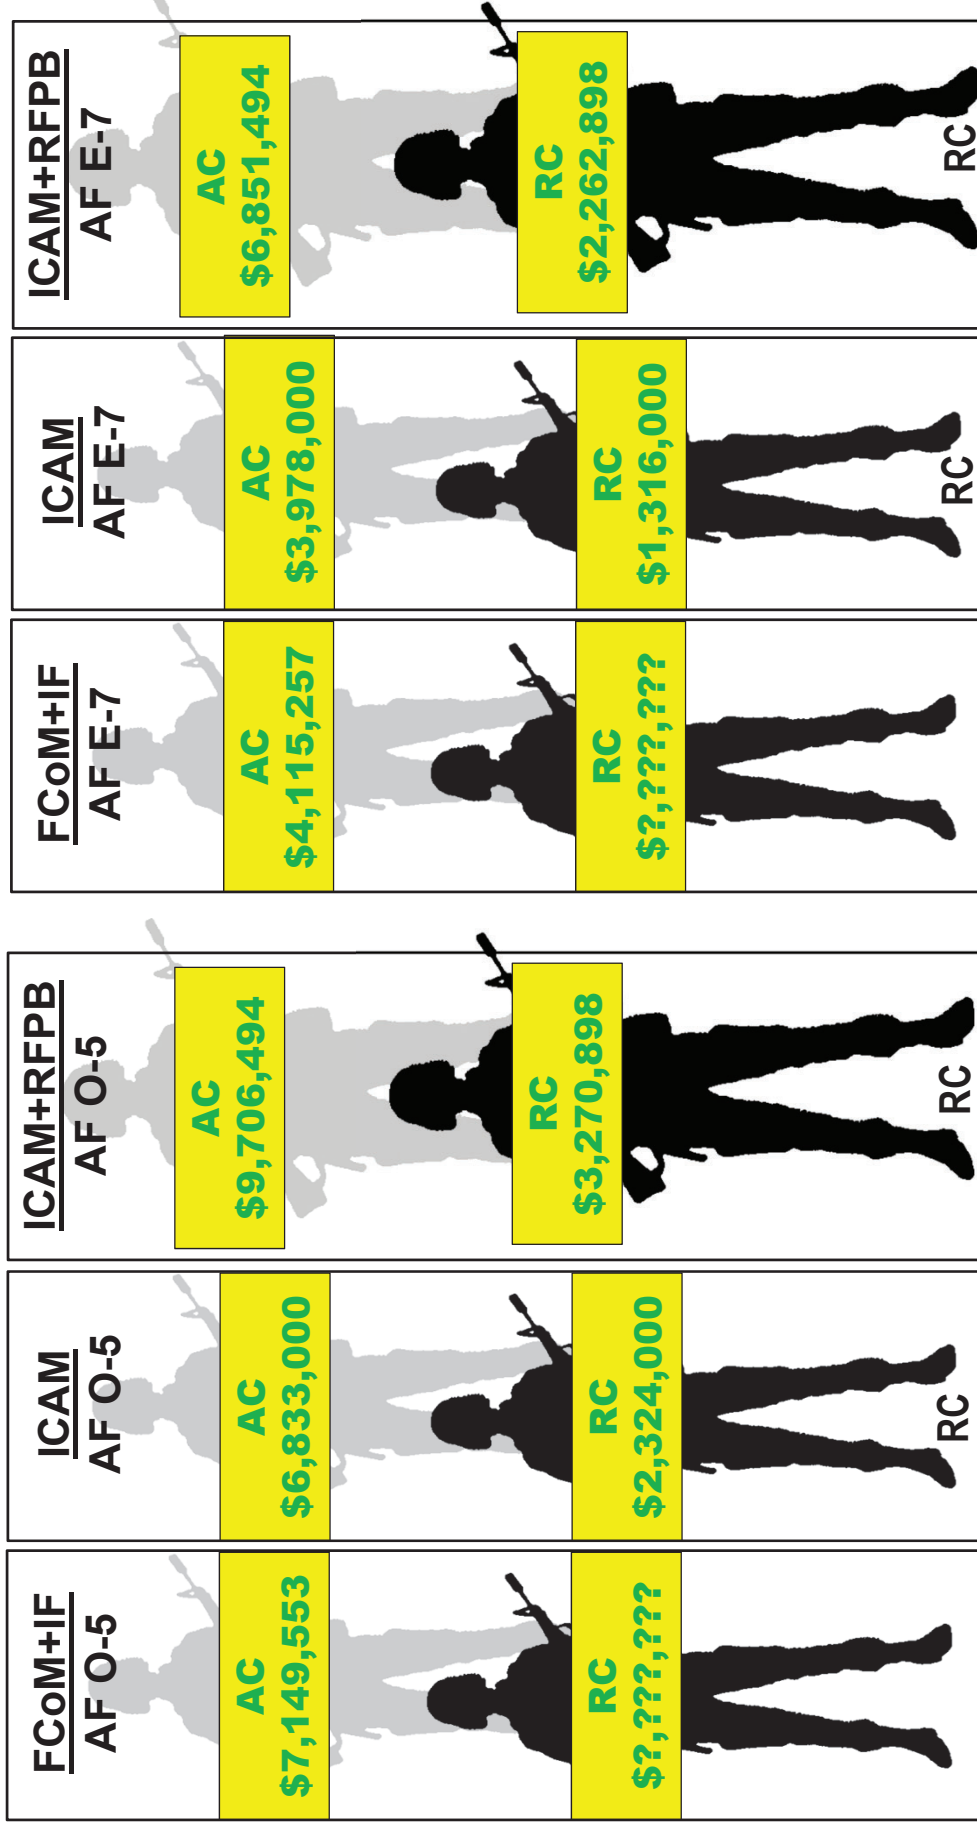 FCoM+IF
AF O-5
AC
$7,149,553
RC
$?,???,???
ICAM
AF O-5
AC
$6,833,000
RC
$2,324,000
RC
ICAM+RFPB
AF O-5
AC
$9,706,494
RC
$3,270,898
RC
FCoM+IF
AF E-7
AC
$4,115,257
RC
$?,???,???
ICAM
AF E-7
AC
$3,978,000
RC
$1,316,000
RC
ICAM+RFPB
AF E-7
AC
$6,851,494
RC
$2,262,898
RC